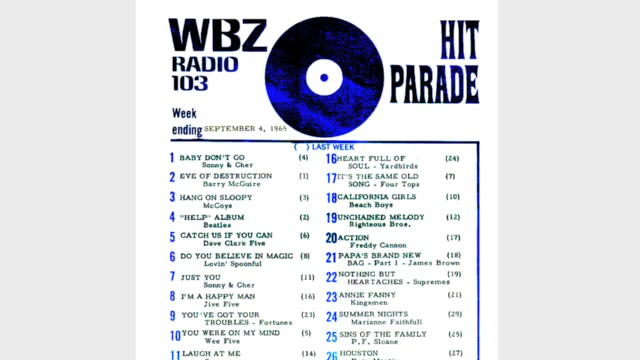 WBZ
RADIO
103
HIT
PARADE
Week
ending SEPTEMBER 4, 1965
( ) LAST WEEK
1 BABY DON'T GO (4)
Sonny & Cher
2 EVE OF DESTRUCTION (1)
Barry McGuire
3 HANG ON SLOOPY (3)
McCoys
4 "HELP" ALBUM (2)
Beatles
5 CATCH US IF YOU CAN (6)
Dave Clark Five
6 DO YOU BELIEVE IN MAGIC (8)
Lovin' Spoonful
7 JUST YOU (11)
Sonny & Cher
8 I'M A HAPPY MAN (16)
Jive Five
9 YOU'VE GOT YOUR (23)
TROUBLES - Fortunes
10 YOU WERE ON MY MIND (5)
Wee Five
11 LAUGH AT ME (14)
16 HEART FULL OF (24)
SOUL - Yardbirds
17 IT'S THE SAME OLD (7)
SONG - Four Tops
18 CALIFORNIA GIRLS (10)
Beach Boys
19 UNCHAINED MELODY (12)
Righteous Bros.
20 ACTION (17)
Freddy Cannon
21 PAPA'S BRAND NEW (18)
BAG - Part 1 - James Brown
22 NOTHING BUT (19)
HEARTACHES - Supremes
23 ANNIE FANNY (21)
Kingsmen
24 SUMMER NIGHTS (29)
Marianne Faithfull
25 SINS OF THE FAMILY (25)
P.F. Sloane
26 HOUSTON (27)